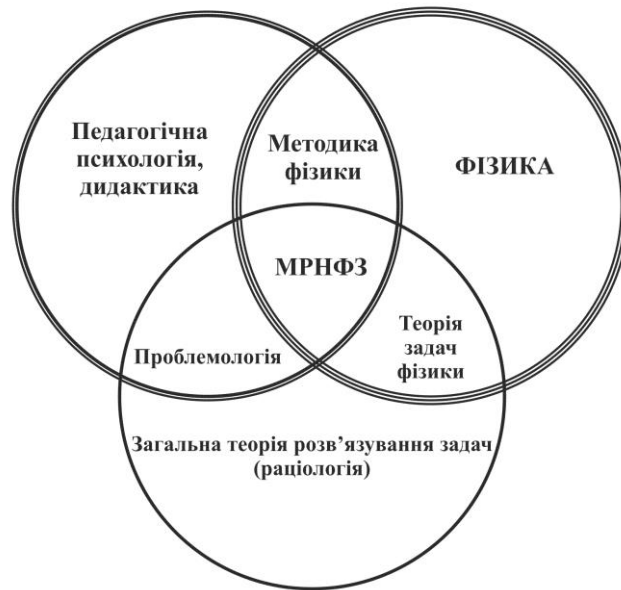 Педагогічна
психологія,
дидактика
Методика
фізики
ФІЗИКА
МРНФЗ
Проблемологія
Теорія
задач
фізики
Загальна теорія розв’язування задач
(раціологія)